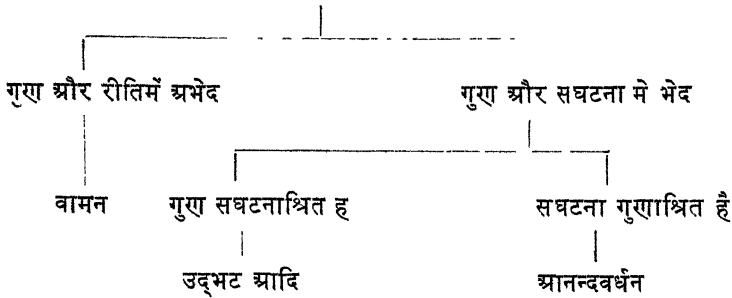 गुण और रीतिमें अभेद गुण और सघटना मे भेद
वामन गुण सघटनाश्रित ह सघटना गुणाश्रित है
उद्‌भट आदि आनन्दवर्धन